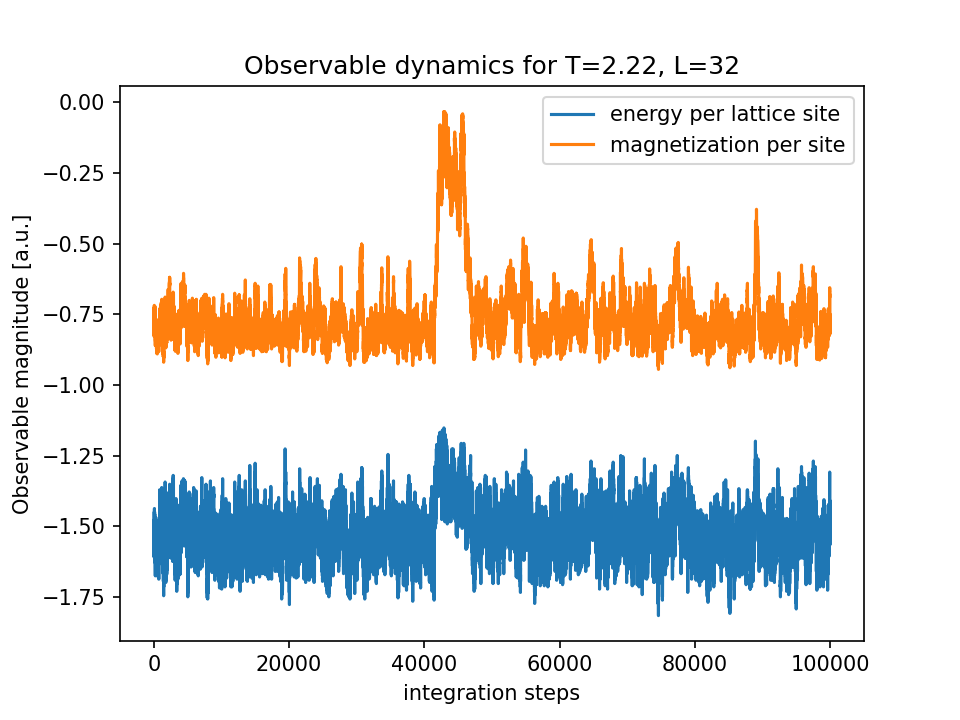 Observable dynamics for T=2.22, L=32
energy per lattice site
magnetization per site
Observable magnitude [a.u.]
0.00
−0.25
−0.50
−0.75
−1.00
−1.25
−1.50
−1.75
0 20000 40000 60000 80000 100000
integration steps